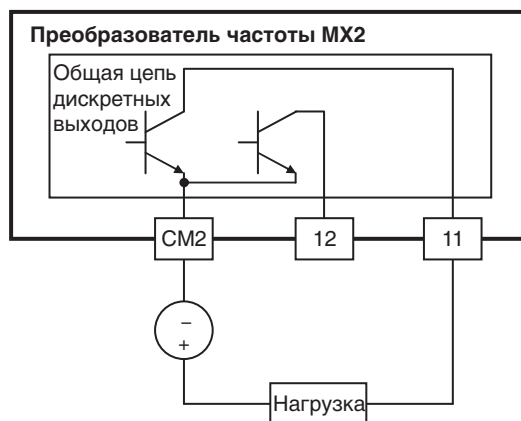 Преобразователь частоты MX2
Общая цепь
дискретных
выходов
CM2
12
11
–
+
Нагрузка